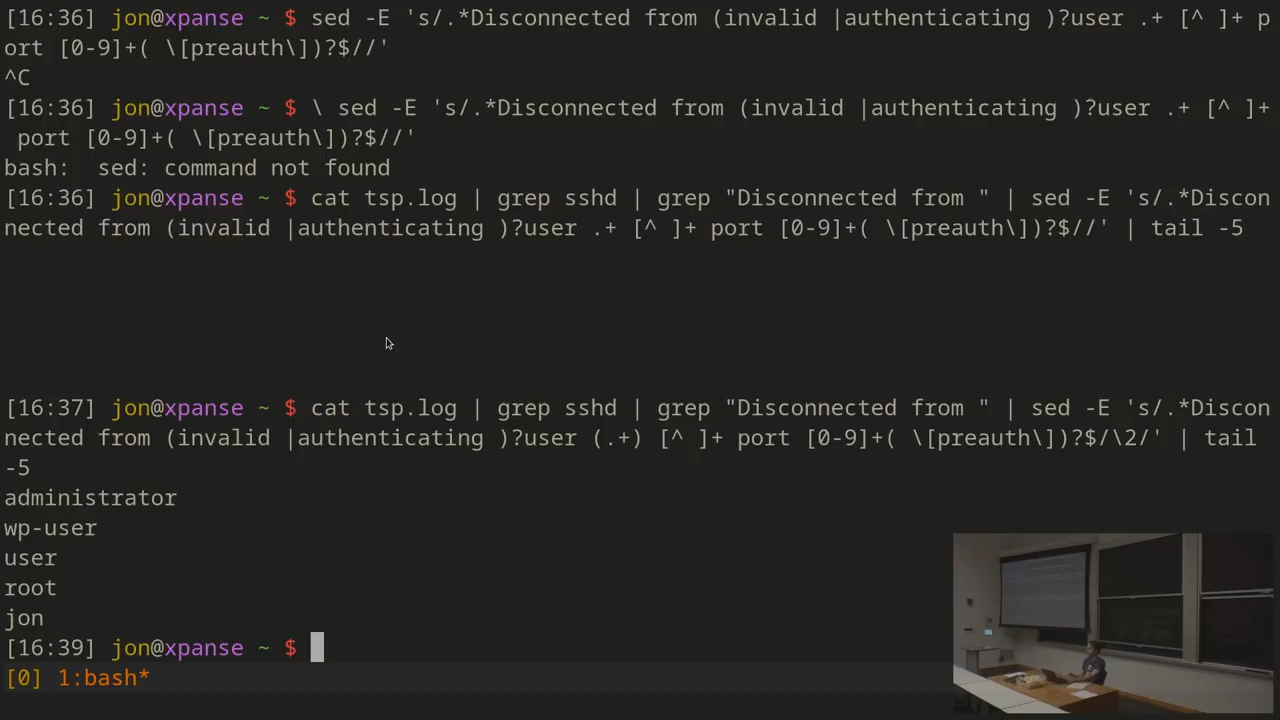 [16:36] jon@xpanse ~ $ sed -E 's/.*Disconnected from (invalid |authenticating )?user .+ [^ ]+ p
ort [0-9]+( \[preauth\])?$//'
^C
[16:36] jon@xpanse ~ $ \ sed -E 's/.*Disconnected from (invalid |authenticating )?user .+ [^ ]+
 port [0-9]+( \[preauth\])?$//'
bash:  sed: command not found
[16:36] jon@xpanse ~ $ cat tsp.log | grep sshd | grep "Disconnected from " | sed -E 's/.*Discon
nected from (invalid |authenticating )?user .+ [^ ]+ port [0-9]+( \[preauth\])?$//' | tail -5
[16:37] jon@xpanse ~ $ cat tsp.log | grep sshd | grep "Disconnected from " | sed -E 's/.*Discon
nected from (invalid |authenticating )?user (.+) [^ ]+ port [0-9]+( \[preauth\])?$/\2/' | tail
-5
administrator
wp-user
user
root
jon
[16:39] jon@xpanse ~ $
[0] 1:bash*